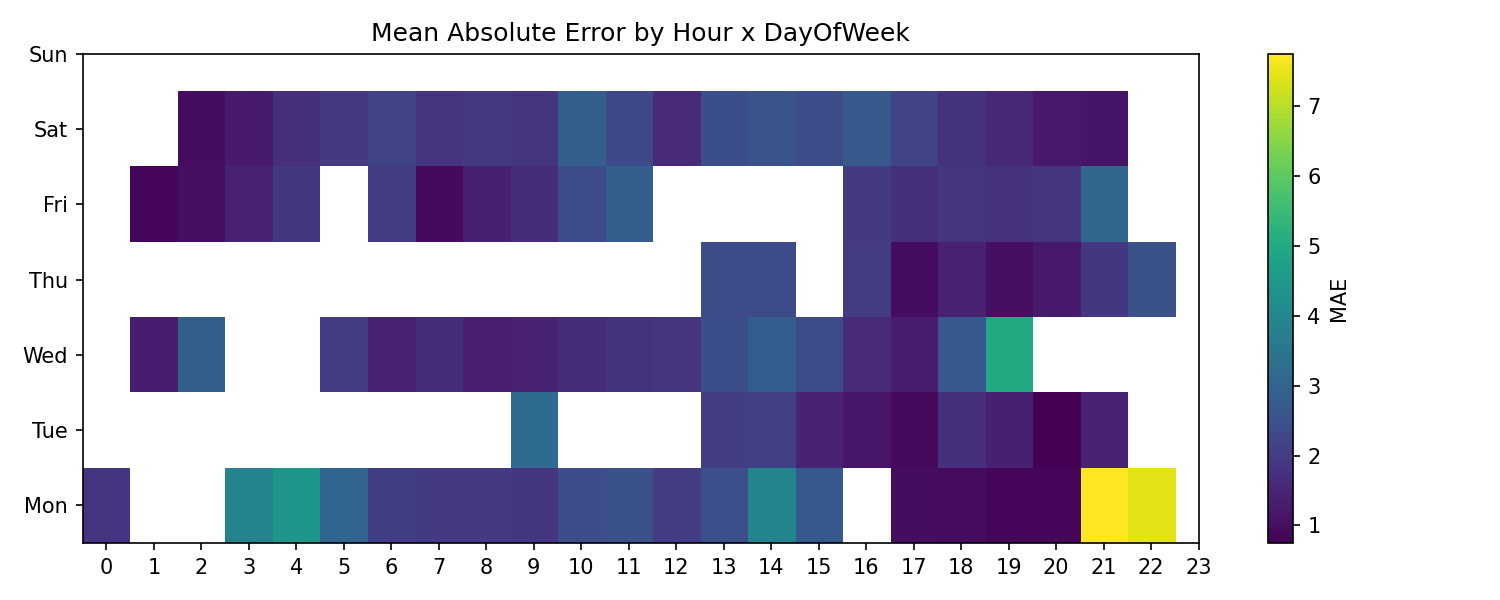 Mean Absolute Error by Hour x DayOfWeek
Sun
Sat
Fri
Thu
Wed
Tue
Mon
0 1 2 3 4 5 6 7 8 9 10 11 12 13 14 15 16 17 18 19 20 21 22 23
7
6
5
4
3
2
1
MAE